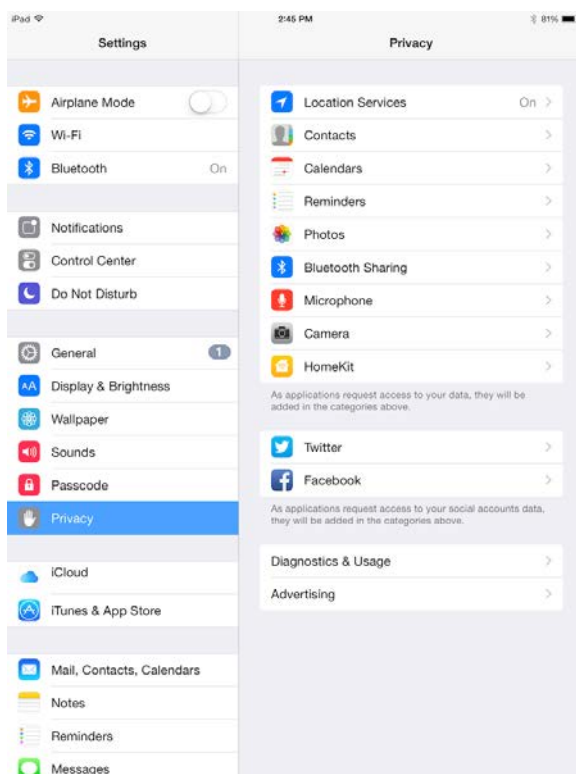 iPad 2:45 PM 81%
Settings
Airplane Mode
Wi-Fi
Bluetooth On
Notifications
Control Center
Do Not Disturb
General 1
AA Display & Brightness
Wallpaper
Sounds
Passcode
Privacy
iCloud
iTunes & App Store
Mail, Contacts, Calendars
Notes
Reminders
Messages
Privacy
Location Services On
Contacts
Calendars
Reminders
Photos
Bluetooth Sharing
Microphone
Camera
HomeKit
As applications request access to your data, they will be
added in the categories above.
Twitter
Facebook
As applications request access to your social accounts data,
they will be added in the categories above.
Diagnostics & Usage
Advertising